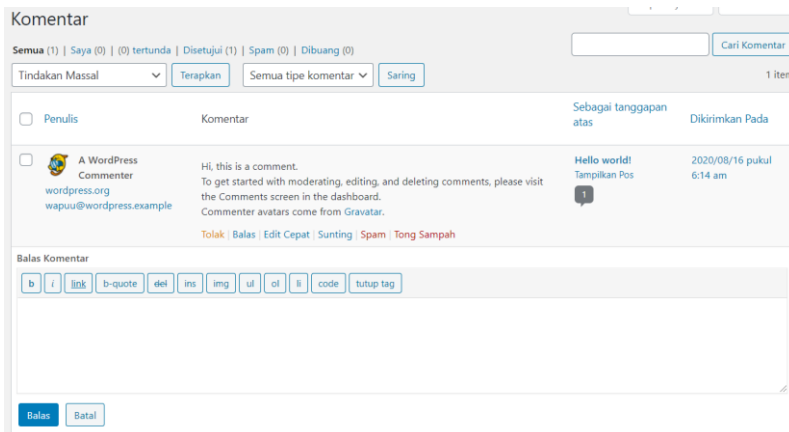 Komentar
Semua (1) | Saya (0) | (0) tertunda | Disetujui (1) | Spam (0) | Dibuang (0)
Cari Komentar
Tindakan Massal Terapkan Semua tipe komentar Saring
1 item
Penulis Komentar Sebagai tanggapan atas Dikirimkan Pada
A WordPress Commenter
wordpress.org
wapuu@wordpress.example
Hi, this is a comment.
To get started with moderating, editing, and deleting comments, please visit
the Comments screen in the dashboard.
Commenter avatars come from Gravatar.
Tolak | Balas | Edit Cepat | Sunting | Spam | Tong Sampah
Hello world!
Tampilkan Pos
1
2020/08/16 pukul
6:14 am
Balas Komentar
b i link b-quote del ins img ul ol li code tutup tag
Balas Batal